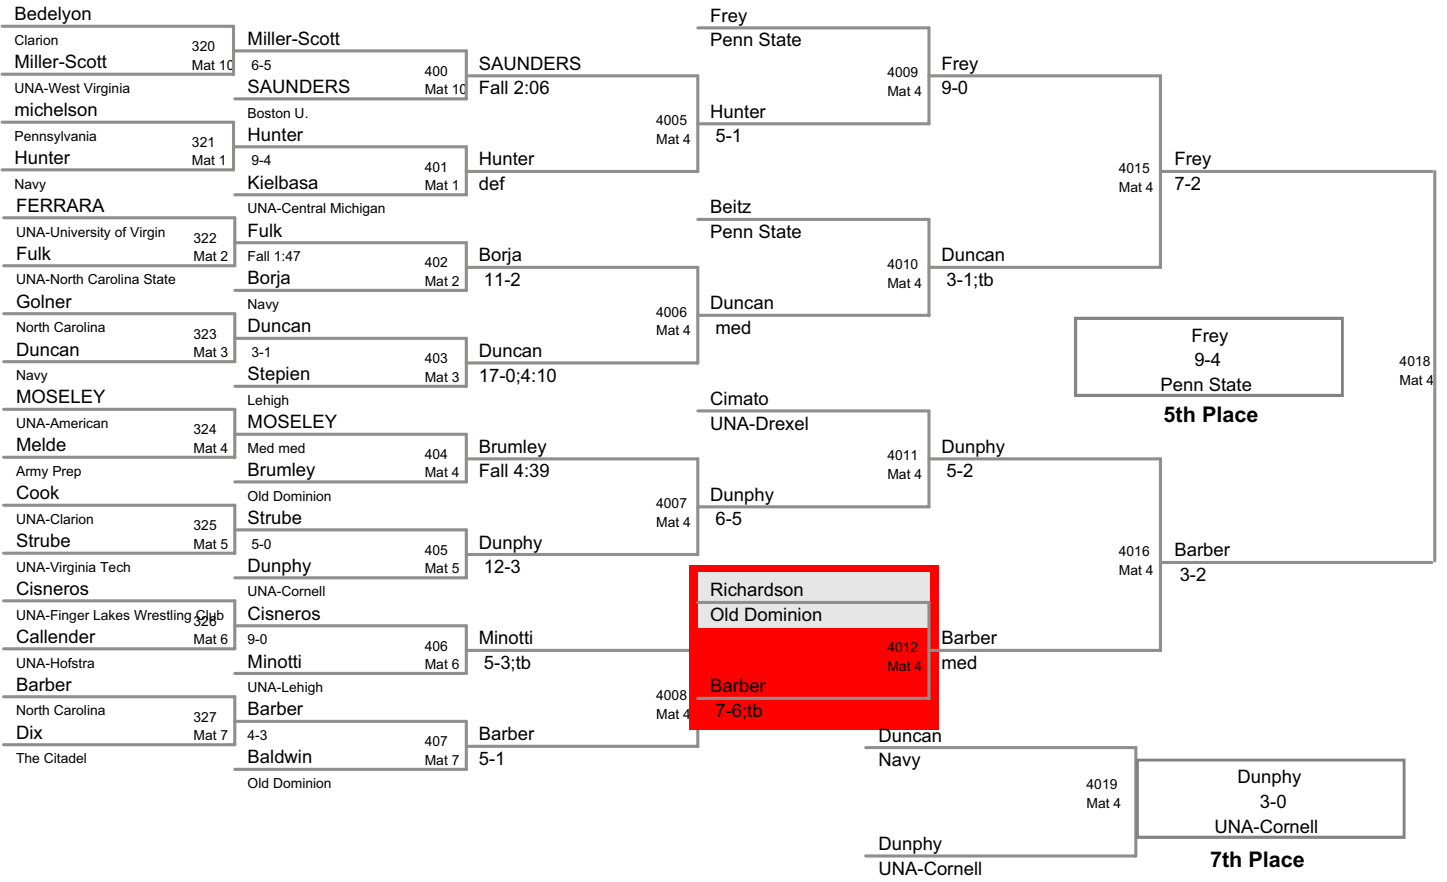 Bedelyon
Clarion
320
Miller-Scott
Mat 10
UNA-West Virginia
michelson
Pennsylvania
321
Hunter
Mat 1
Navy
FERRARA
UNA-University of Virgin
322
Fulk
Mat 2
UNA-North Carolina State
Golner
North Carolina
323
Duncan
Mat 3
Navy
MOSELEY
UNA-American
324
Melde
Mat 4
Army Prep
Cook
UNA-Clarion
325
Strube
Mat 5
UNA-Virginia Tech
Cisneros
UNA-Finger Lakes Wrestling Club
326
Callender
Mat 6
UNA-Hofstra
Barber
North Carolina
327
Dix
Mat 7
The Citadel
Miller-Scott
6-5
400
SAUNDERS
Mat 10
Boston U.
Hunter
9-4
401
Kielbasa
Mat 1
UNA-Central Michigan
Fulk
Fall 1:47
402
Borja
Mat 2
Navy
Duncan
3-1
403
Stepien
Mat 3
Lehigh
MOSELEY
Med med
404
Brumley
Mat 4
Old Dominion
Strube
5-0
405
Dunphy
Mat 5
UNA-Cornell
Cisneros
9-0
406
Minotti
Mat 6
UNA-Lehigh
Barber
4-3
407
Baldwin
Mat 7
Old Dominion
SAUNDERS
Fall 2:06
4005
Mat 4
Hunter
def
Borja
11-2
4006
Mat 4
Duncan
17-0;4:10
Brumley
Fall 4:39
4007
Mat 4
Dunphy
12-3
Minotti
5-3;tb
4008
Mat 4
Barber
5-1
Frey
Penn State
4009
Mat 4
Hunter
5-1
Beitz
Penn State
4010
Mat 4
Duncan
med
Cimato
UNA-Drexel
4011
Mat 4
Dunphy
6-5
Richardson
Old Dominion
4012
Mat 4
Barber
7-6;tb
Frey
9-0
4015
Mat 4
Duncan
3-1;tb
Dunphy
5-2
4016
Mat 4
Barber
med
Frey
7-2
4018
Mat 4
Barber
3-2
Frey
9-4
Penn State
5th Place
Duncan
Navy
4019
Mat 4
Dunphy
UNA-Cornell
Dunphy
3-0
UNA-Cornell
7th Place